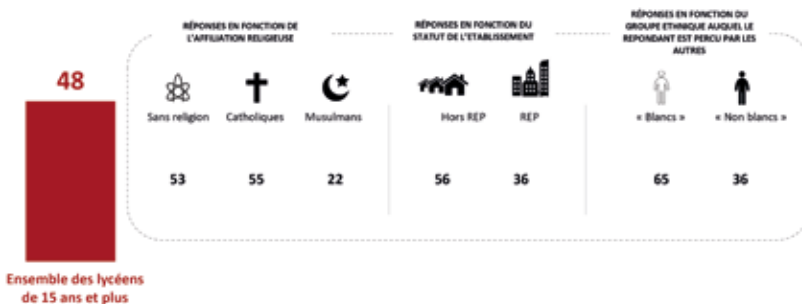 RÉPONSES EN FONCTION DE
L'AFFILIATION RELIGIEUSE
RÉPONSES EN FONCTION DU
STATUT DE L'ETABLISSEMENT
RÉPONSES EN FONCTION DU
GROUPE ETHNIQUE AUQUEL LE
REPONDANT EST PERCU PAR LES
AUTRES
48
Sans religion Catholiques Musulmans
Hors REP REP
« Blancs » « Non blancs »
53 55 22
56 36
65 36
Ensemble des lycéens
de 15 ans et plus